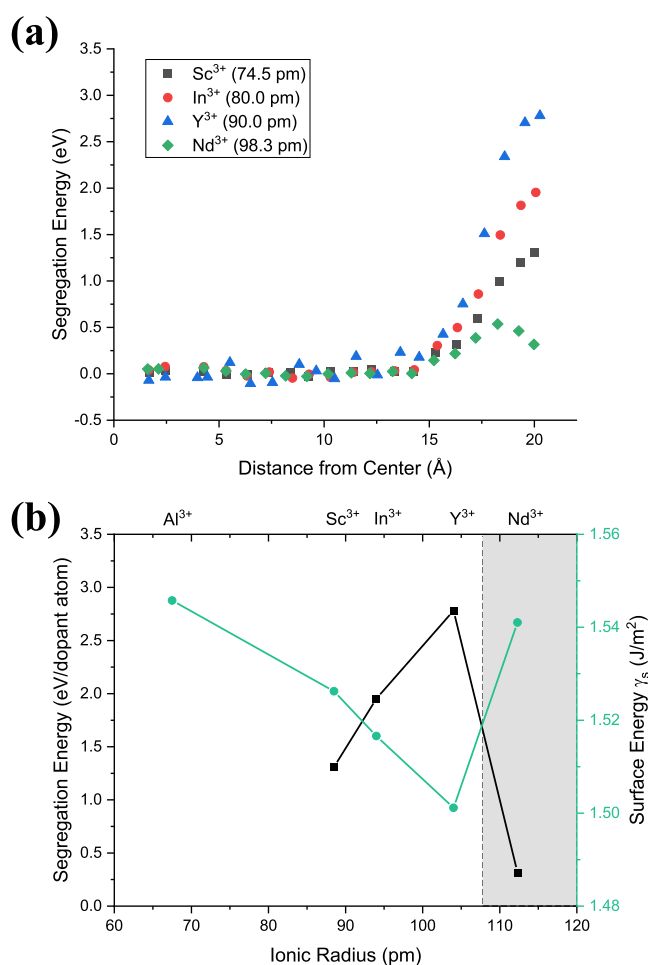 (a)
Sc³⁺ (74.5 pm)
In³⁺ (80.0 pm)
Y³⁺ (90.0 pm)
Nd³⁺ (98.3 pm)
3.5
3.0
2.5
2.0
1.5
1.0
0.5
0.0
-0.5
Segregation Energy (eV)
0 5 10 15 20
Distance from Center (Å)
(b)
Al³⁺ Sc³⁺ In³⁺ Y³⁺ Nd³⁺
3.5
3.0
2.5
2.0
1.5
1.0
0.5
0.0
Segregation Energy (eV/dopant atom)
1.56
1.54
1.52
1.50
1.48
Surface Energy γₛ (J/m²)
60 70 80 90 100 110 120
Ionic Radius (pm)